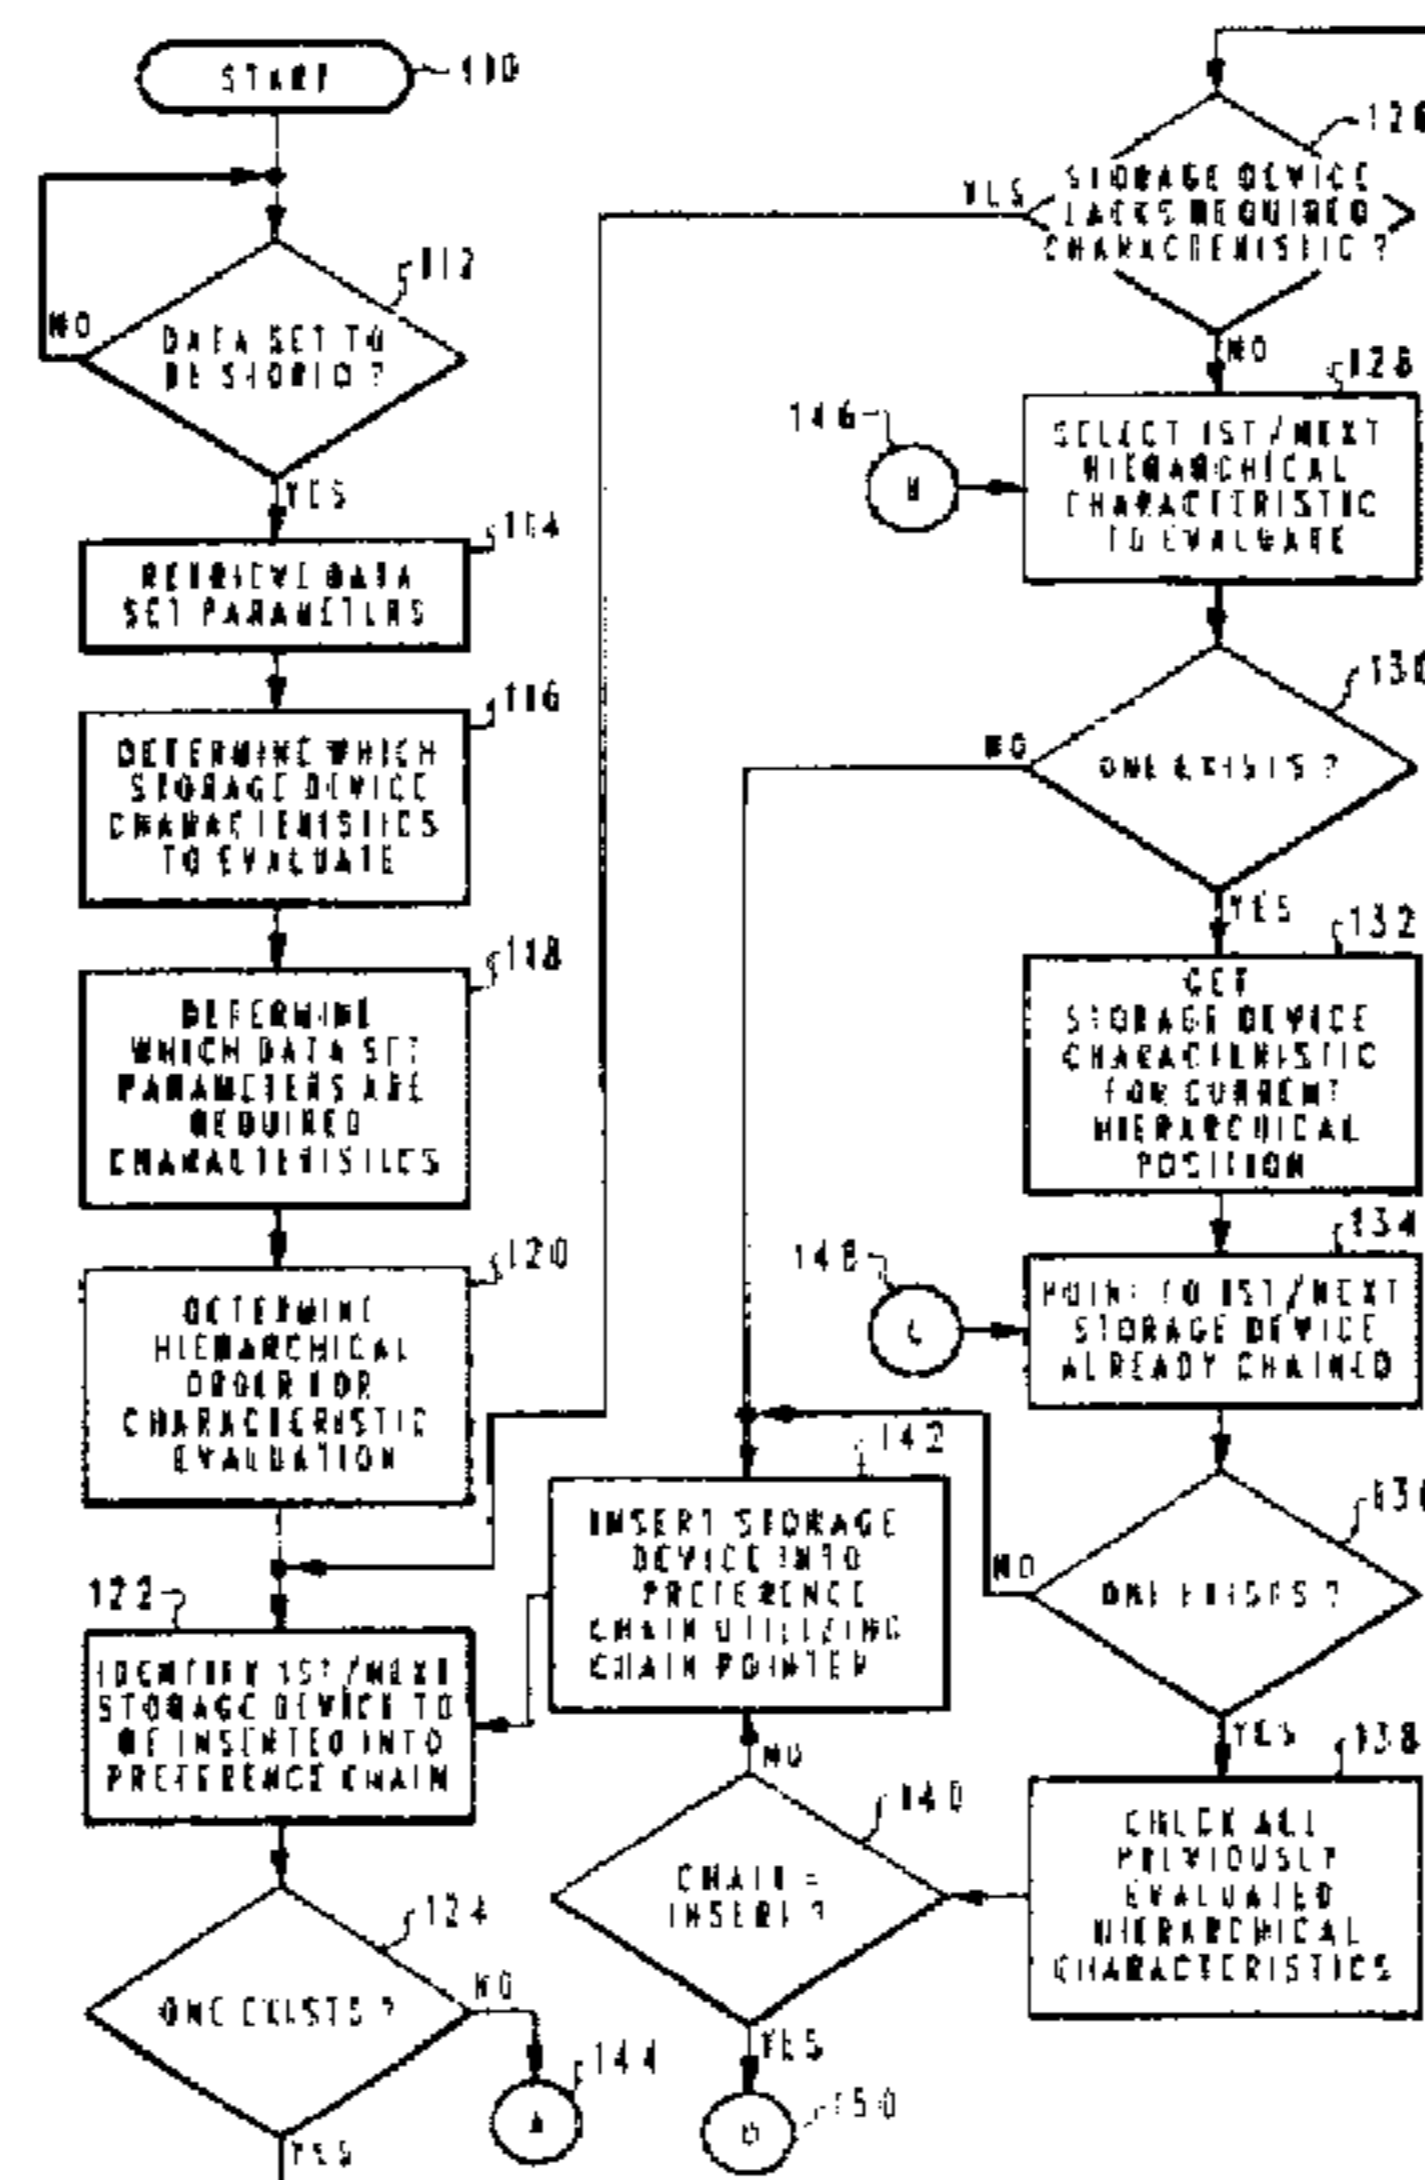 START
110
112
NO
DATA SET TO
BE STORED ?
YES
114
RETRIEVE DATA
SET PARAMETERS
116
DETERMINE WHICH
STORAGE DEVICE
CHARACTERISTICS
TO EVALUATE
118
DETERMINE
WHICH DATA SET
PARAMETERS ARE
REQUIRED
CHARACTERISTICS
120
DETERMINE
HIERARCHICAL
ORDER FOR
CHARACTERISTIC
EVALUATION
122
IDENTIFY 1ST/NEXT
STORAGE DEVICE TO
BE INSERTED INTO
PREFERENCE CHAIN
124
ONE EXISTS ?
NO
144
A
YES
126
YES
STORAGE DEVICE
LACKS REQUIRED
CHARACTERISTIC ?
NO
128
146
B
SELECT 1ST/NEXT
HIERARCHICAL
CHARACTERISTIC
TO EVALUATE
130
NO
ONE EXISTS ?
YES
132
GET
STORAGE DEVICE
CHARACTERISTIC
FOR CURRENT
HIERARCHICAL
POSITION
134
148
C
POINT TO 1ST/NEXT
STORAGE DEVICE
ALREADY CHAINED
136
NO
ONE EXISTS ?
YES
138
CHECK ALL
PREVIOUSLY
EVALUATED
HIERARCHICAL
CHARACTERISTICS
142
INSERT STORAGE
DEVICE INTO
PREFERENCE
CHAIN UTILIZING
CHAIN POINTER
NO
140
CHAIN =
INSERT ?
YES
150
D